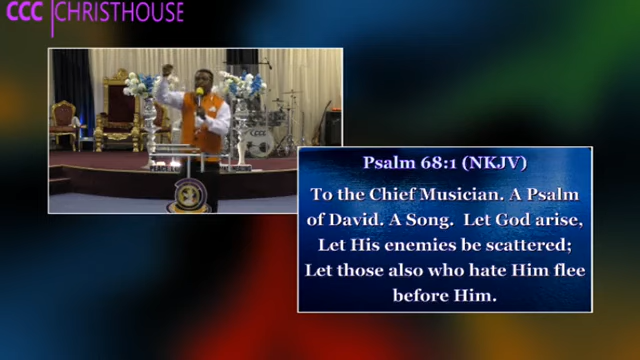 CCC CHRISTHOUSE
CCC
Psalm 68:1 (NKJV)
To the Chief Musician. A Psalm
of David. A Song.  Let God arise,
Let His enemies be scattered;
Let those also who hate Him flee
before Him.